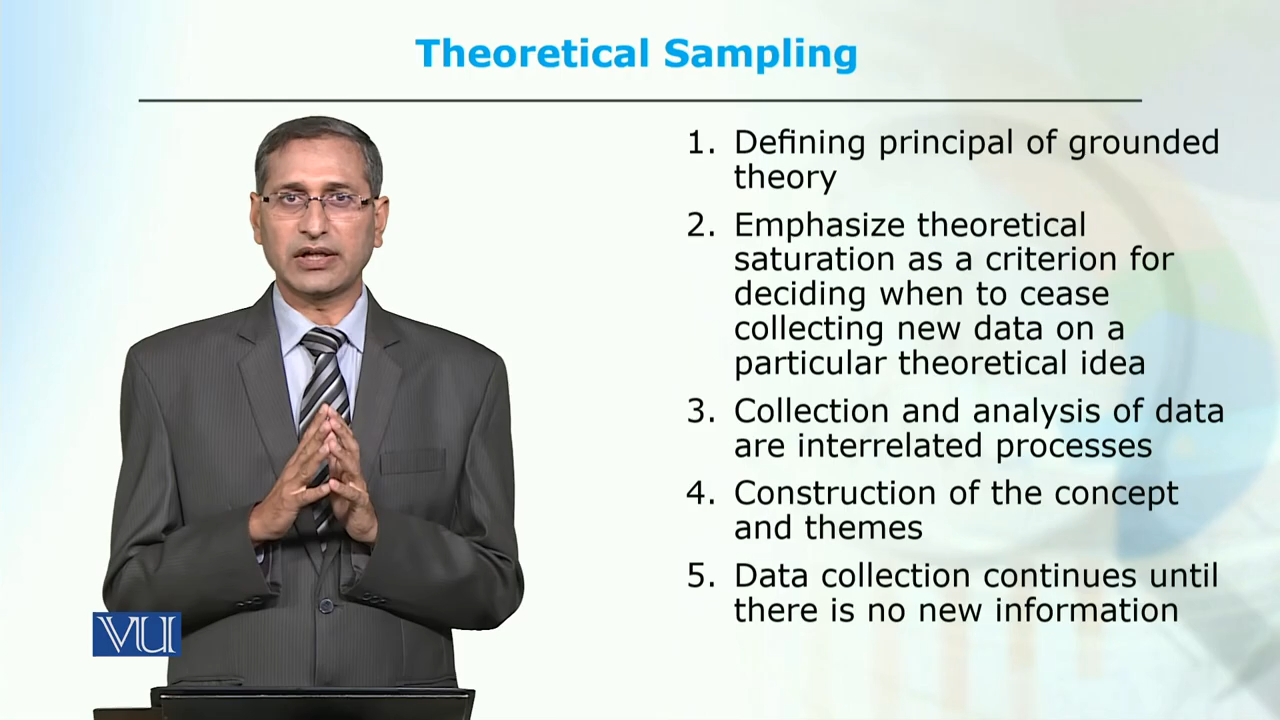 Theoretical Sampling
1. Defining principal of grounded
theory
2. Emphasize theoretical
saturation as a criterion for
deciding when to cease
collecting new data on a
particular theoretical idea
3. Collection and analysis of data
are interrelated processes
4. Construction of the concept
and themes
5. Data collection continues until
there is no new information
VU